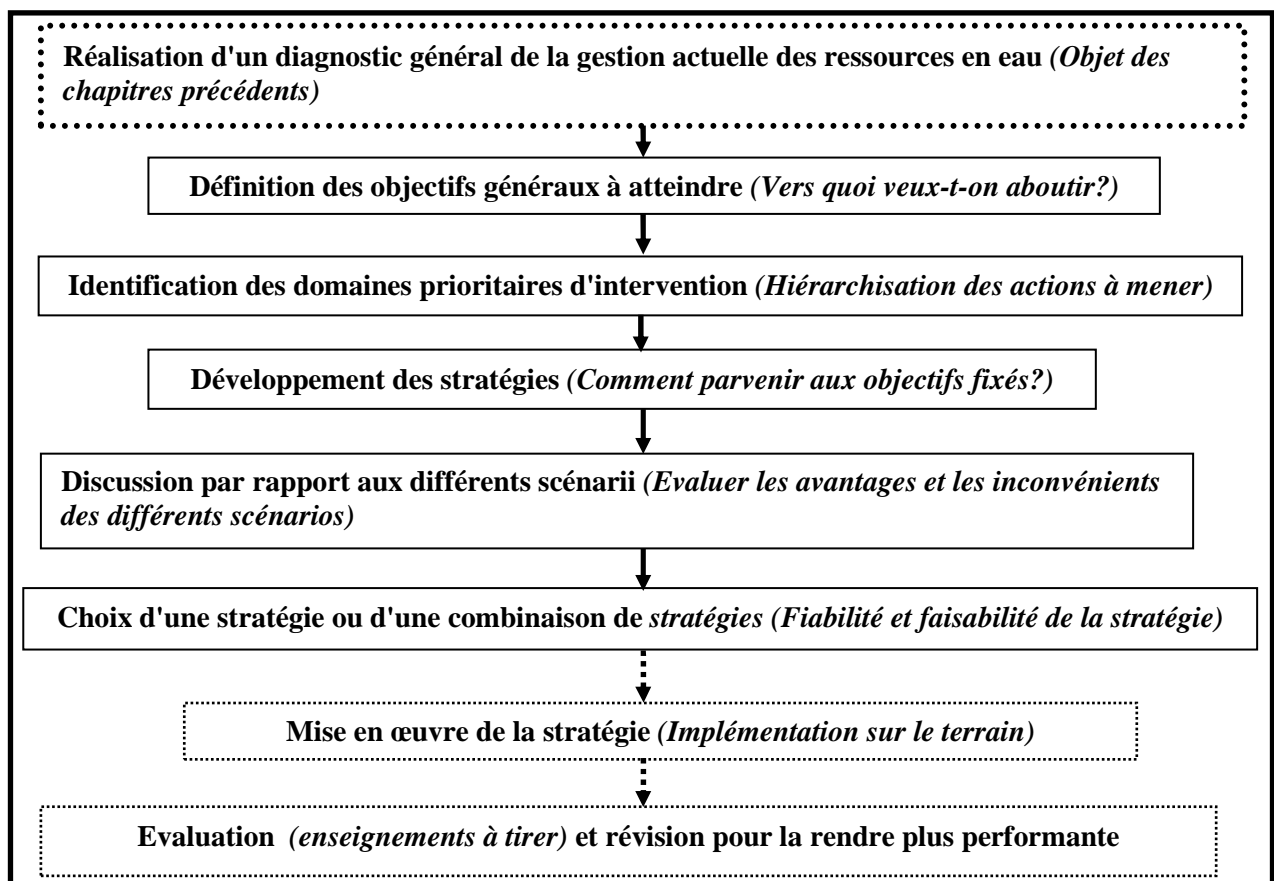 Réalisation d'un diagnostic général de la gestion actuelle des ressources en eau (Objet des
chapitres précédents)
Définition des objectifs généraux à atteindre (Vers quoi veux-t-on aboutir?)
Identification des domaines prioritaires d'intervention (Hiérarchisation des actions à mener)
Développement des stratégies (Comment parvenir aux objectifs fixés?)
Discussion par rapport aux différents scénarii (Evaluer les avantages et les inconvénients
des différents scénarios)
Choix d'une stratégie ou d'une combinaison de stratégies (Fiabilité et faisabilité de la stratégie)
Mise en œuvre de la stratégie (Implémentation sur le terrain)
Evaluation (enseignements à tirer) et révision pour la rendre plus performante